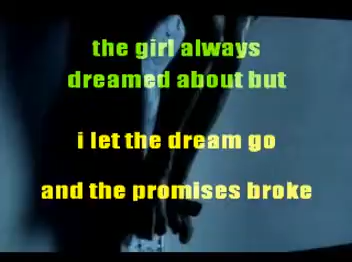 the girl always
dreamed about but
i let the dream go
and the promises broke